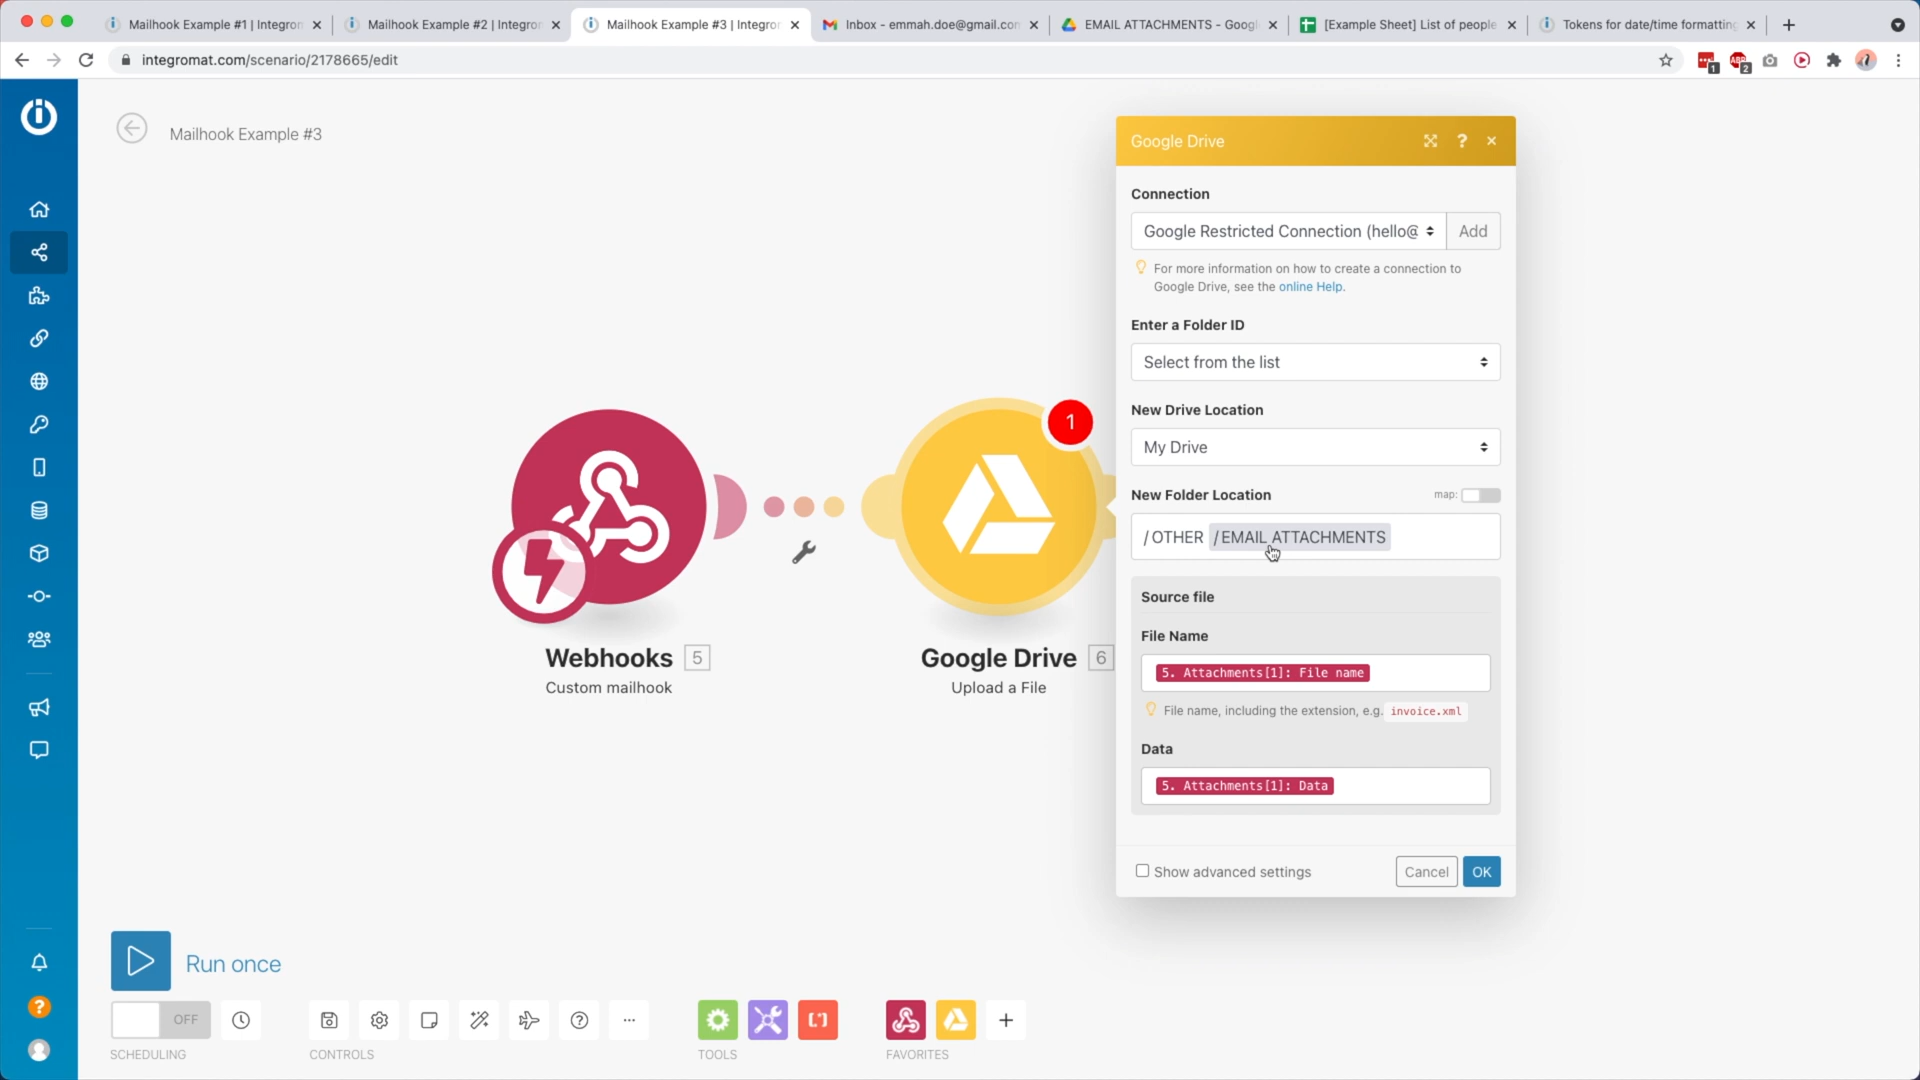 Mailhook Example #1 | Integrom
Mailhook Example #2 | Integrom
Mailhook Example #3 | Integrom
Inbox - emmah.doe@gmail.com
EMAIL ATTACHMENTS - Googl
[Example Sheet] List of people
Tokens for date/time formatting
integromat.com/scenario/2178665/edit
1
2
Mailhook Example #3
Google Drive
?
Connection
Google Restricted Connection (hello@
Add
For more information on how to create a connection to
Google Drive, see the online Help.
Enter a Folder ID
Select from the list
New Drive Location
My Drive
New Folder Location
map:
/ OTHER / EMAIL ATTACHMENTS
Source file
File Name
5. Attachments[1]: File name
File name, including the extension, e.g. invoice.xml
Data
5. Attachments[1]: Data
Show advanced settings
Cancel
OK
1
Webhooks 5
Custom mailhook
Google Drive 6
Upload a File
Run once
OFF
SCHEDULING
CONTROLS
TOOLS
FAVORITES